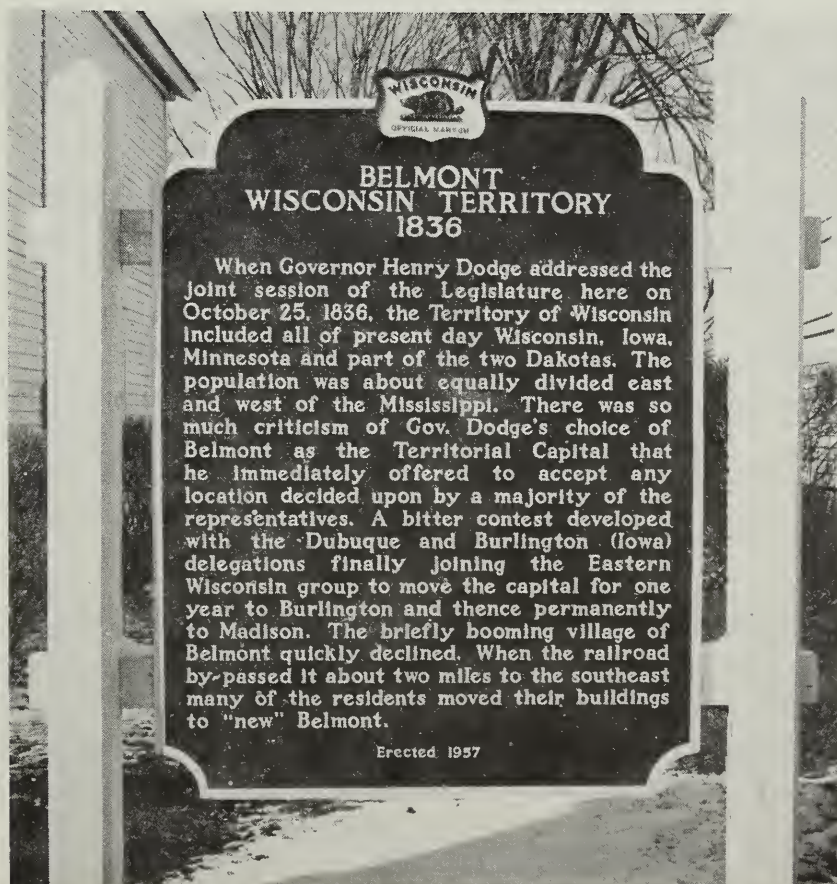 WISCONSIN
OFFICIAL MARKER
BELMONT
WISCONSIN TERRITORY
1836
When Governor Henry Dodge addressed the
joint session of the Legislature here on
October 25, 1836, the Territory of Wisconsin
included all of present day Wisconsin, Iowa,
Minnesota and part of the two Dakotas. The
population was about equally divided east
and west of the Mississippi. There was so
much criticism of Gov. Dodge's choice of
Belmont as the Territorial Capital that
he immediately offered to accept any
location decided upon by a majority of the
representatives. A bitter contest developed
with the Dubuque and Burlington (Iowa)
delegations finally joining the Eastern
Wisconsin group to move the capital for one
year to Burlington and thence permanently
to Madison. The briefly booming village of
Belmont quickly declined. When the railroad
by-passed it about two miles to the southeast
many of the residents moved their buildings
to "new" Belmont.
Erected 1957